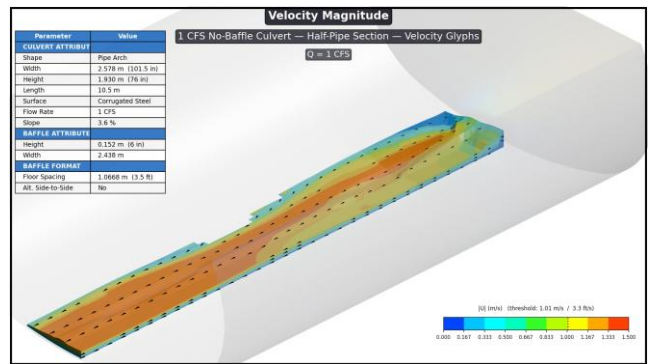 Velocity Magnitude
1 CFS No-Baffle Culvert — Half-Pipe Section — Velocity Glyphs
Q = 1 CFS
Parameter Value
CULVERT ATTRIBUT
Shape Pipe Arch
Width 2.578 m (101.5 in)
Height 1.930 m (76 in)
Length 10.5 m
Surface Corrugated Steel
Flow Rate 1 CFS
Slope 3.6 %
BAFFLE ATTRIBUTE
Height 0.152 m (6 in)
Width 2.438 m
BAFFLE FORMAT
Floor Spacing 1.0668 m (3.5 ft)
Alt. Side-to-Side No
|U| (m/s) (threshold: 1.01 m/s / 3.3 ft/s)
0.000 0.167 0.333 0.500 0.667 0.833 1.000 1.167 1.333 1.500